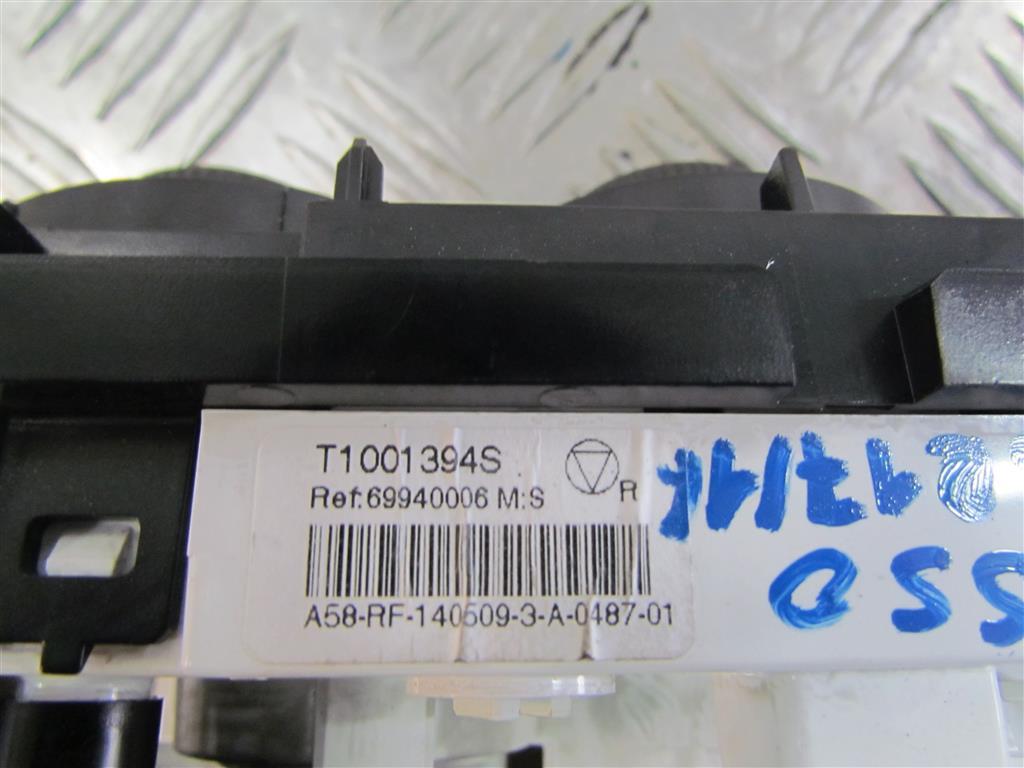 T1001394S
Ref:69940006 M:S
R
A58-RF-140509-3-A-0487-01